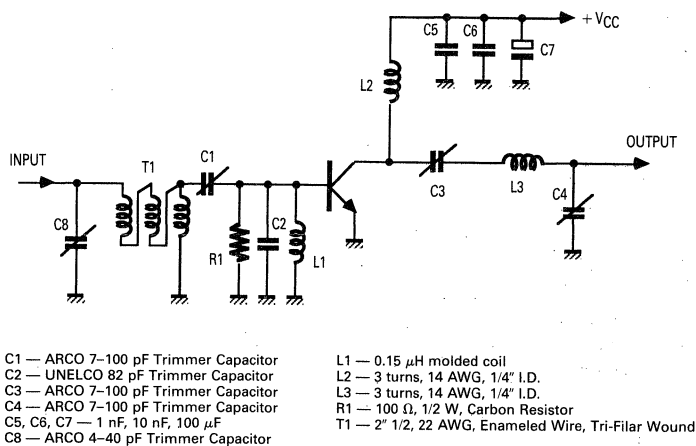 + VCC
C5
C6
C7
L2
INPUT
T1
C1
OUTPUT
C3
L3
C4
C8
R1
C2
L1
C1 — ARCO 7–100 pF Trimmer Capacitor
C2 — UNELCO 82 pF Trimmer Capacitor
C3 — ARCO 7–100 pF Trimmer Capacitor
C4 — ARCO 7–100 pF Trimmer Capacitor
C5, C6, C7 — 1 nF, 10 nF, 100 μF
C8 — ARCO 4–40 pF Trimmer Capacitor
L1 — 0.15 μH molded coil
L2 — 3 turns, 14 AWG, 1/4" I.D.
L3 — 3 turns, 14 AWG, 1/4" I.D.
R1 — 100 Ω, 1/2 W, Carbon Resistor
T1 — 2" 1/2, 22 AWG, Enameled Wire, Tri-Filar Wound